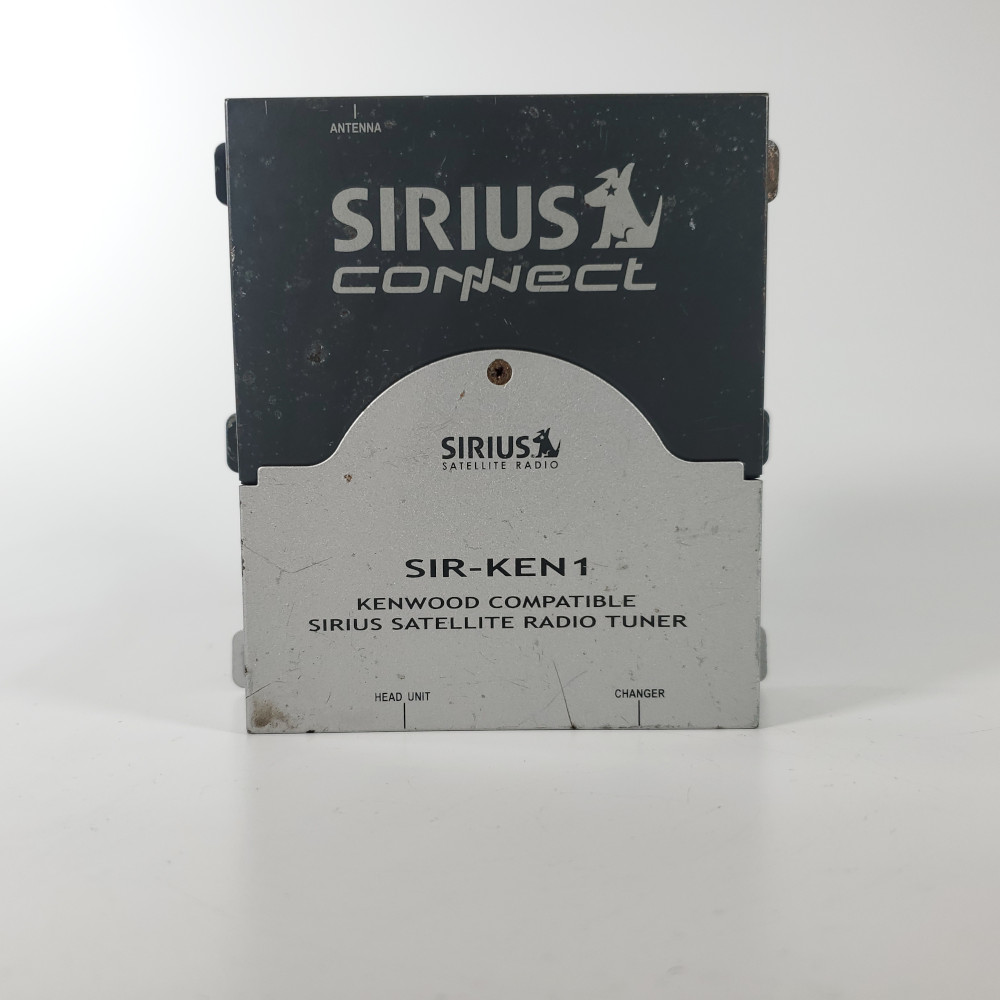 ANTENNA
SIRIUS
connect
SIRIUS
SATELLITE RADIO
SIR-KEN1
KENWOOD COMPATIBLE
SIRIUS SATELLITE RADIO TUNER
HEAD UNIT
CHANGER